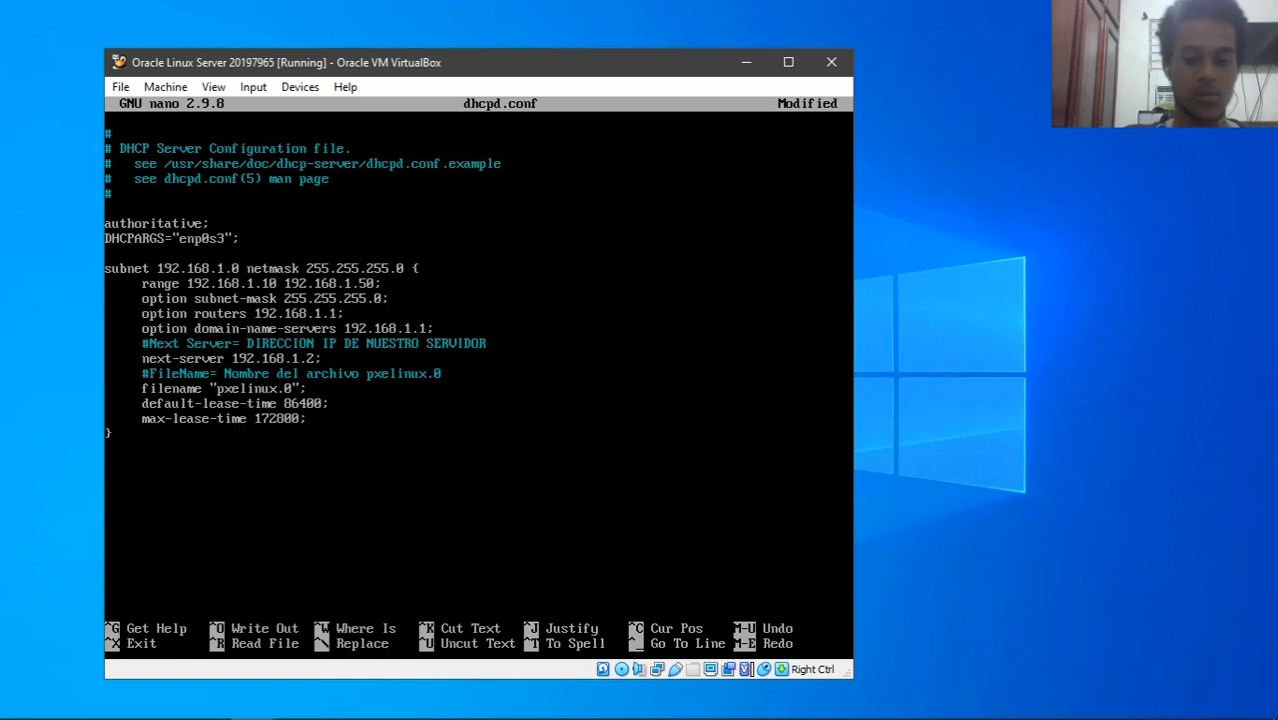 Oracle Linux Server 20197965 [Running] - Oracle VM VirtualBox
File Machine View Input Devices Help
GNU nano 2.9.8 dhcpd.conf Modified
#
# DHCP Server Configuration file.
# see /usr/share/doc/dhcp-server/dhcpd.conf.example
# see dhcpd.conf(5) man page
#
authoritative;
DHCPARGS="enp0s3";
subnet 192.168.1.0 netmask 255.255.255.0 {
range 192.168.1.10 192.168.1.50;
option subnet-mask 255.255.255.0;
option routers 192.168.1.1;
option domain-name-servers 192.168.1.1;
#Next Server= DIRECCION IP DE NUESTRO SERVIDOR
next-server 192.168.1.2;
#FileName= Nombre del archivo pxelinux.0
filename "pxelinux.0";
default-lease-time 86400;
max-lease-time 172800;
}
^G Get Help ^O Write Out ^W Where Is ^K Cut Text ^J Justify ^C Cur Pos M-U Undo
^X Exit ^R Read File ^\ Replace ^U Uncut Text ^T To Spell ^_ Go To Line M-E Redo
Right Ctrl